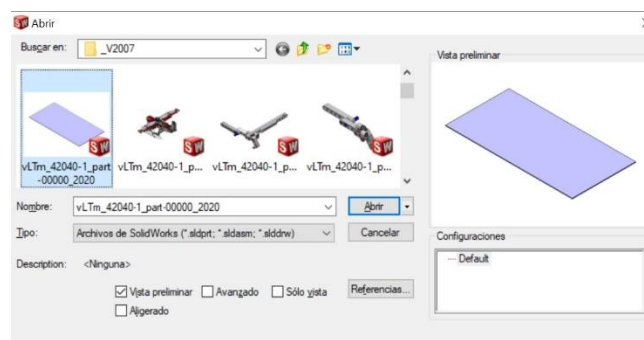 Abrir
Buscar en: _V2007
Vista preliminar
vLTm_42040-1_part
-00000_2020
vLTm_42040-1_p...
vLTm_42040-1_p...
vLTm_42040-1_p...
Nombre: vLTm_42040-1_part-00000_2020
Abrir
Tipo: Archivos de SolidWorks (*.sldprt; *.sldasm; *.slddrw)
Cancelar
Configuraciones
Default
Description: <Ninguna>
Vista preliminar
Avanzado
Sólo vista
Referencias...
Aligerado